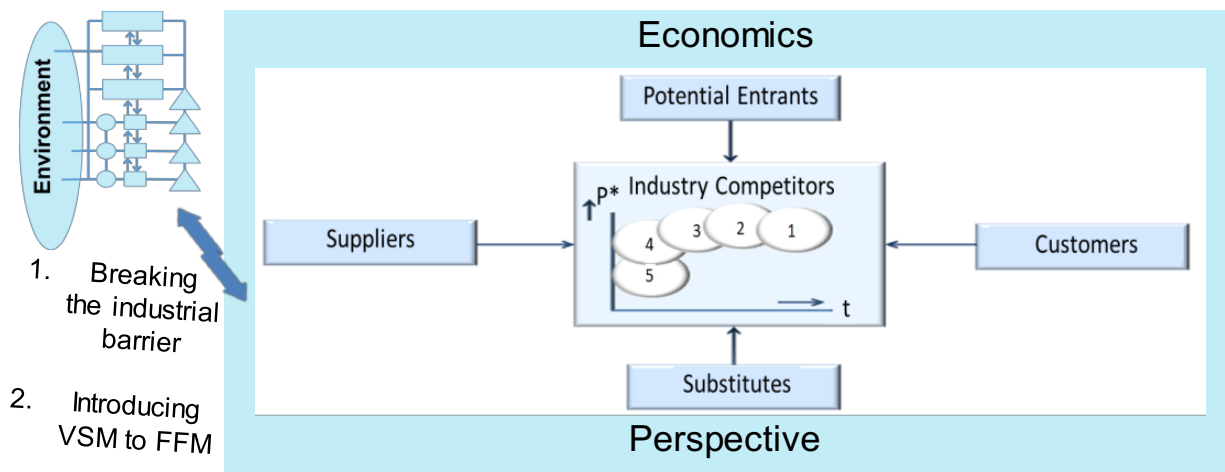 Environment
1. Breaking
the industrial
barrier
2. Introducing
VSM to FFM
Economics
Potential Entrants
P* Industry Competitors
4 3 2 1
5
t
Suppliers
Customers
Substitutes
Perspective